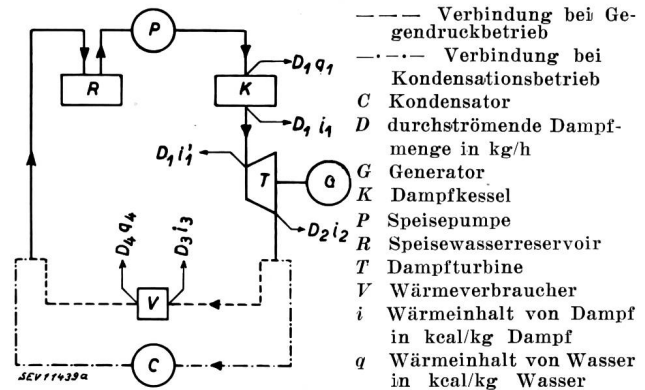 P
R
K
D₁ q₁
D₁ i₁
D₁ i₁'
T
G
D₂ i₂
D₄ q₄
D₃ i₃
V
C
SEV11439a
――― Verbindung bei Ge-
gendruckbetrieb
—·—·— Verbindung bei
Kondensationsbetrieb
C Kondensator
D durchströmende Dampf-
menge in kg/h
G Generator
K Dampfkessel
P Speisepumpe
R Speisewasserreservoir
T Dampfturbine
V Wärmeverbraucher
i Wärmeinhalt von Dampf
in kcal/kg Dampf
q Wärmeinhalt von Wasser
in kcal/kg Wasser